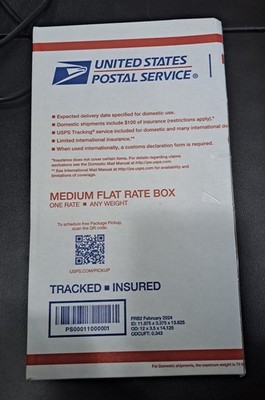 UNITED STATES
POSTAL SERVICE®
■ Expected delivery date specified for domestic use.
■ Domestic shipments include $100 of insurance (restrictions apply).*
■ USPS Tracking® service included for domestic and many international de
■ Limited international insurance.**
■ When used internationally, a customs declaration form is required.
*Insurance does not cover certain items. For details regarding claims
exclusions see the Domestic Mail Manual at http://pe.usps.com.
** See International Mail Manual at http://pe.usps.com for availability and
limitations of coverage.
MEDIUM FLAT RATE BOX
ONE RATE ■ ANY WEIGHT
To schedule free Package Pickup,
scan the QR code.
USPS.COM/PICKUP
TRACKED ■ INSURED
PS00011000001
FRB2 February 2024
ID: 11.875 x 3.375 x 13.625
OD: 12 x 3.5 x 14.125
ODCUFT: 0.343
For Domestic shipments, the maximum weight is 70 lb